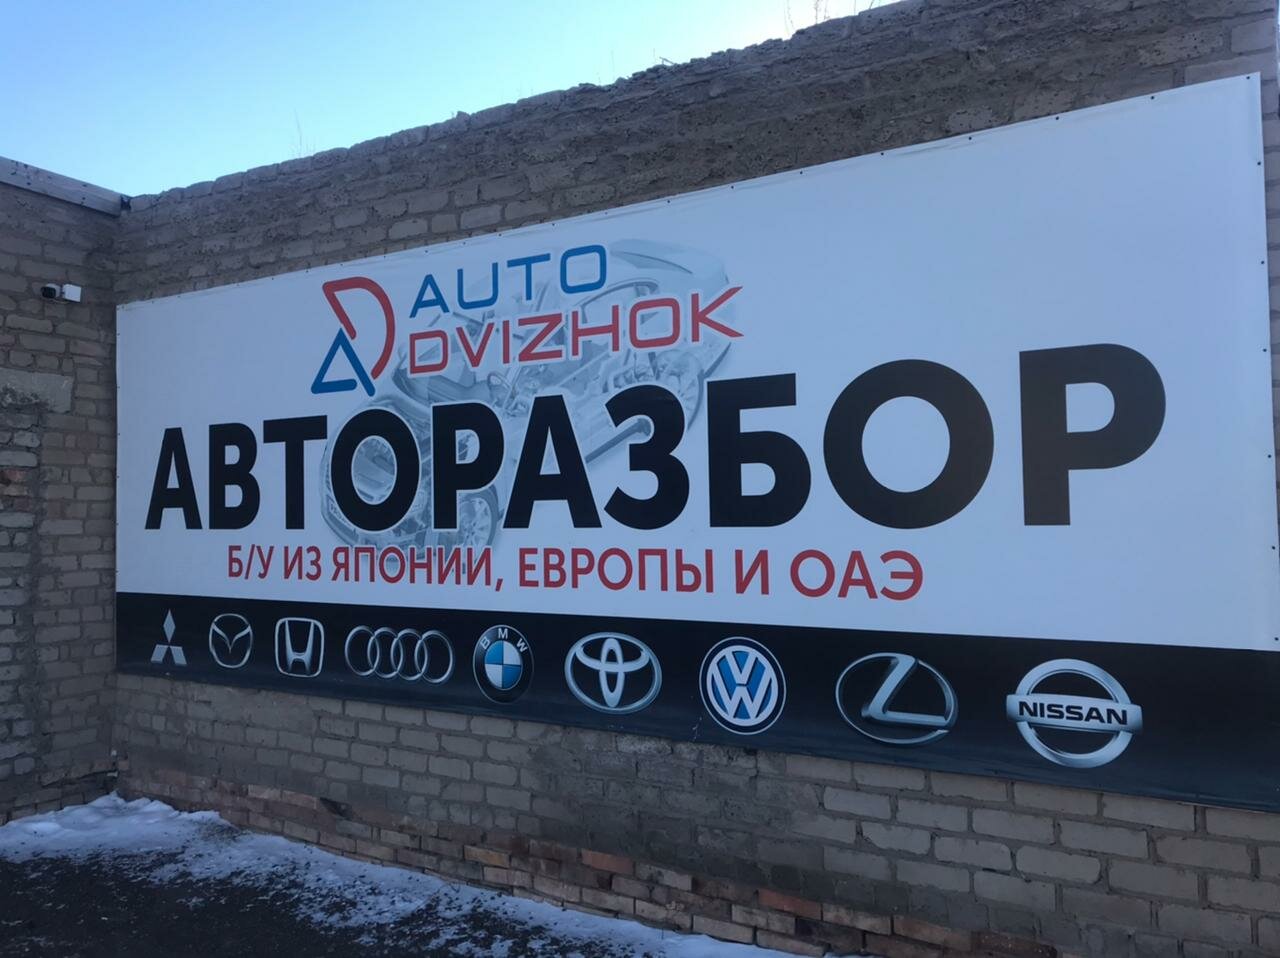 AUTO
DVIZHOK
АВТОРАЗБОР
Б/У ИЗ ЯПОНИИ, ЕВРОПЫ И ОАЭ
BMW
NISSAN